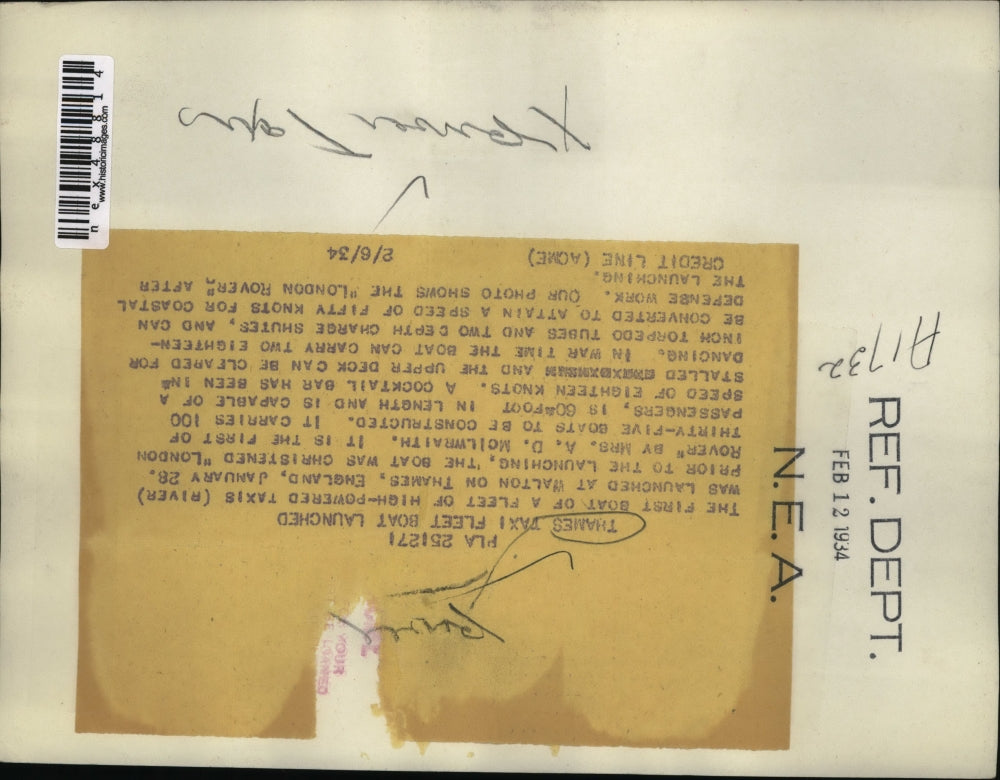 PLA 251271
THAMES TAXI FLEET BOAT LAUNCHED
THE FIRST BOAT OF A FLEET OF HIGH-POWERED TAXIS (RIVER)
WAS LAUNCHED AT WALTON ON THAMES, ENGLAND, JANUARY 28.
PRIOR TO THE LAUNCHING, THE BOAT WAS CHRISTENED "LONDON
ROVER" BY MRS. A. D. MCILWRAITH. IT IS THE FIRST OF
THIRTY-FIVE BOATS TO BE CONSTRUCTED. IT CARRIES 100
PASSENGERS, IS 60-FOOT IN LENGTH AND IS CAPABLE OF A
SPEED OF EIGHTEEN KNOTS. A COCKTAIL BAR HAS BEEN IN-
STALLED AND THE UPPER DECK CAN BE CLEARED FOR
DANCING. IN WAR TIME THE BOAT CAN CARRY TWO EIGHTEEN-
INCH TORPEDO TUBES AND TWO DEPTH CHARGE SHUTES, AND CAN
BE CONVERTED TO ATTAIN A SPEED OF FIFTY KNOTS FOR COASTAL
DEFENSE WORK. OUR PHOTO SHOWS THE "LONDON ROVER" AFTER
THE LAUNCHING.
CREDIT LINE (ACME) 2/6/34
REF. DEPT.
N.E.A.
FEB 12 1934
A1732
YOUR
nex48814
www.historicimages.com